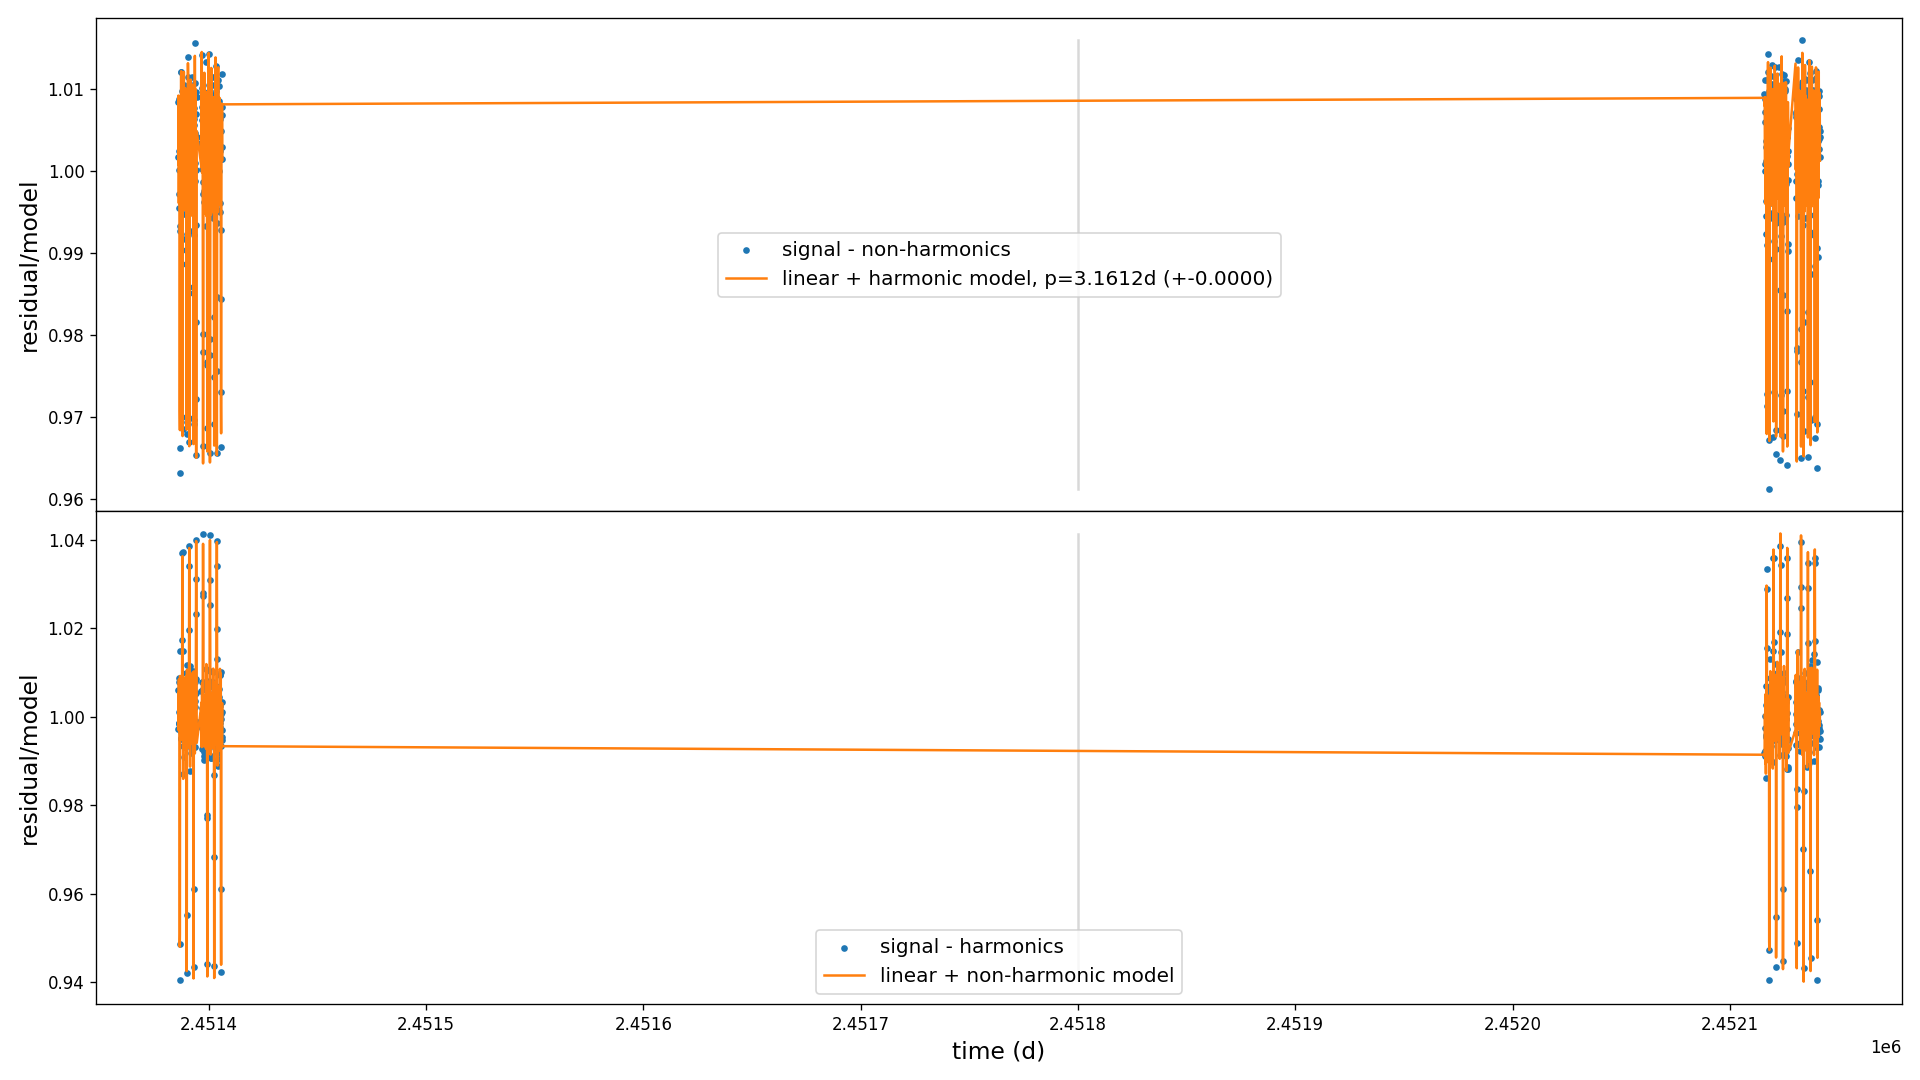 1.01
1.00
0.99
0.98
0.97
0.96
residual/model
signal - non-harmonics
linear + harmonic model, p=3.1612d (+-0.0000)
1.04
1.02
1.00
0.98
0.96
0.94
residual/model
signal - harmonics
linear + non-harmonic model
2.4514 2.4515 2.4516 2.4517 2.4518 2.4519 2.4520 2.4521
1e6
time (d)